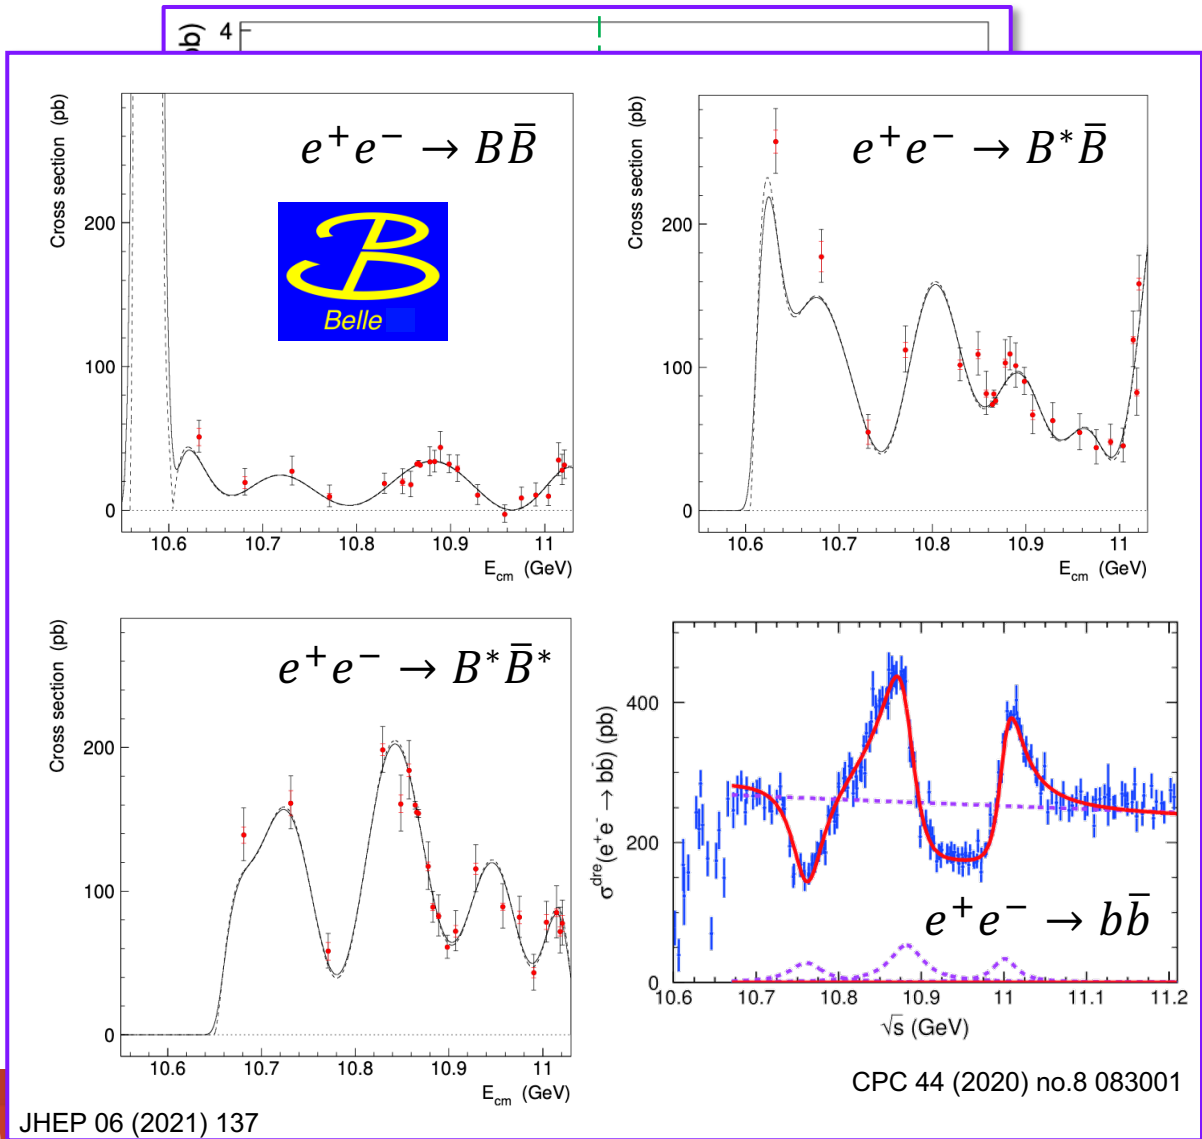 pb)
4
Cross section (pb)
200
100
0
10.6 10.7 10.8 10.9 11
E_cm (GeV)
e⁺e⁻ → BB̄
B
Belle
Cross section (pb)
200
100
0
10.6 10.7 10.8 10.9 11
E_cm (GeV)
e⁺e⁻ → B*B̄
Cross section (pb)
200
100
0
10.6 10.7 10.8 10.9 11
E_cm (GeV)
e⁺e⁻ → B*B̄*
σ^dre(e⁺e⁻ → bb̄) (pb)
400
200
0
10.6 10.7 10.8 10.9 11 11.1 11.2
√s (GeV)
e⁺e⁻ → bb̄
CPC 44 (2020) no.8 083001
JHEP 06 (2021) 137